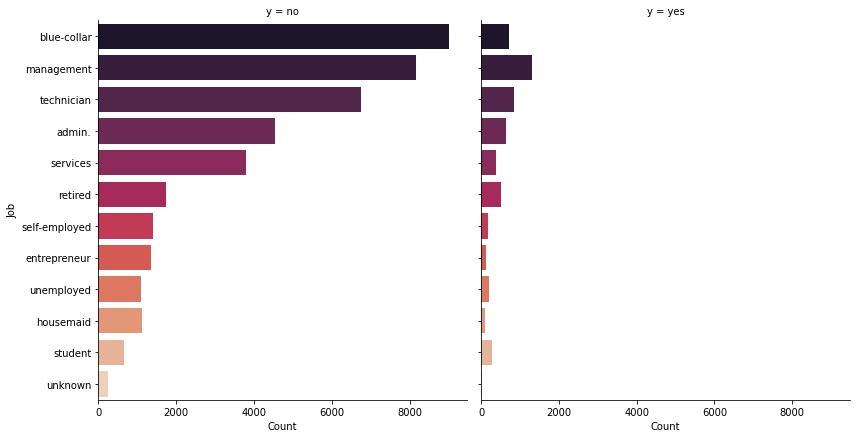 y = no
y = yes
Job
blue-collar
management
technician
admin.
services
retired
self-employed
entrepreneur
unemployed
housemaid
student
unknown
0 2000 4000 6000 8000
0 2000 4000 6000 8000
Count
Count